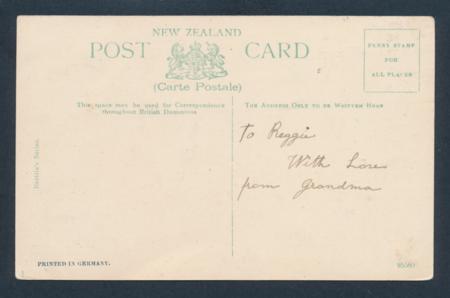 NEW ZEALAND
POST CARD
(Carte Postale)
PENNY STAMP
FOR
ALL PLACES
This space may be used for Correspondence
throughout British Dominions
THE ADDRESS ONLY TO BE WRITTEN HERE
To Reggie
With Love
from Grandma
Series.
PRINTED IN GERMANY.